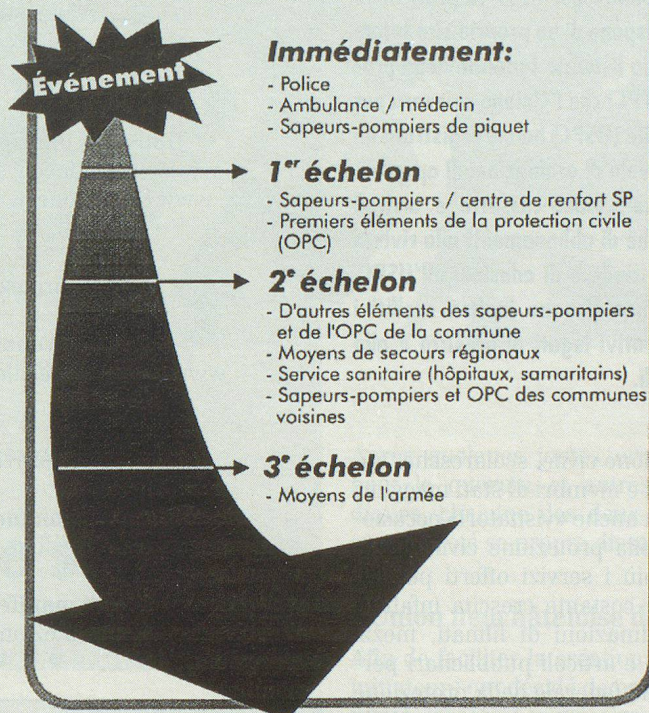 Événement
Immédiatement:
- Police
- Ambulance / médecin
- Sapeurs-pompiers de piquet
1er échelon
- Sapeurs-pompiers / centre de renfort SP
- Premiers éléments de la protection civile
(OPC)
2e échelon
- D'autres éléments des sapeurs-pompiers
et de l'OPC de la commune
- Moyens de secours régionaux
- Service sanitaire (hôpitaux, samaritains)
- Sapeurs-pompiers et OPC des communes
voisines
3e échelon
- Moyens de l'armée